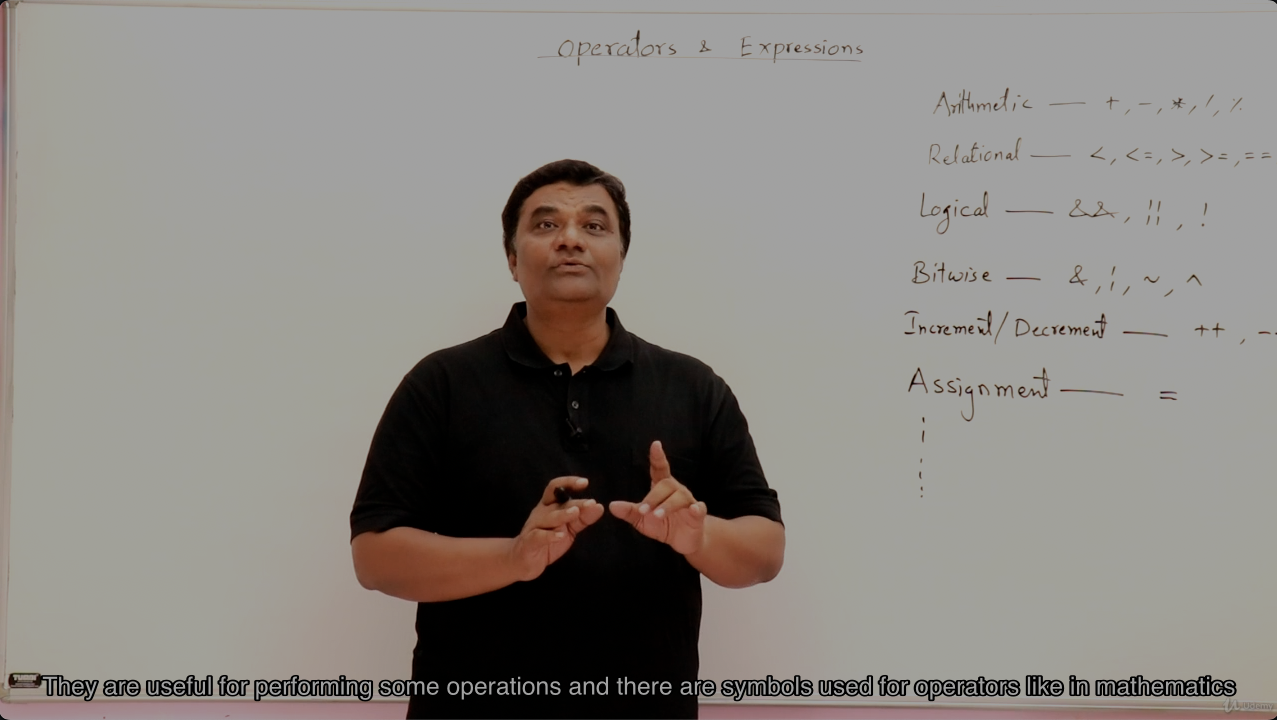 Operators & Expressions
Arithmetic — +, -, *, /, %
Relational — <, <=, >, >=, ==
Logical — &&, ||, !
Bitwise — &, |, ~, ^
Increment/Decrement — ++, --
Assignment — =
They are useful for performing some operations and there are symbols used for operators like in mathematics
Udemy